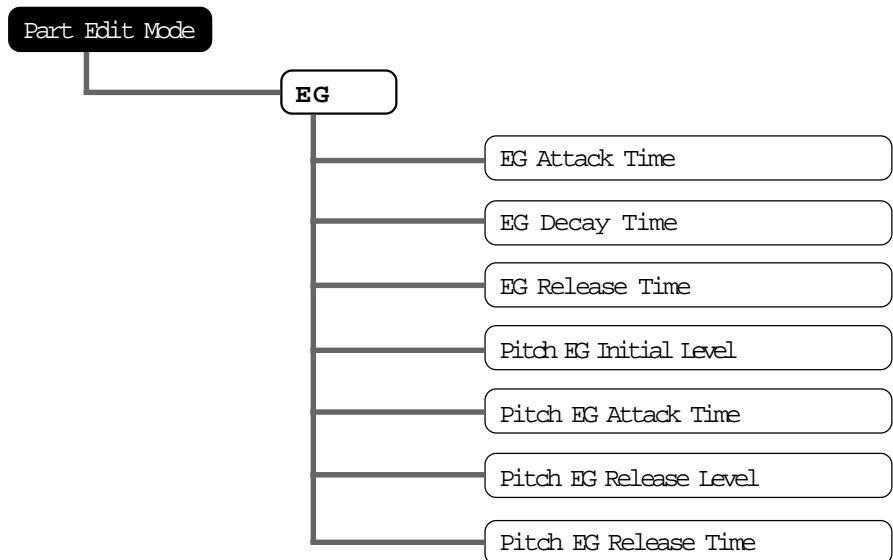 Part Edit Mode
EG
EG Attack Time
EG Decay Time
EG Release Time
Pitch EG Initial Level
Pitch EG Attack Time
Pitch EG Release Level
Pitch EG Release Time